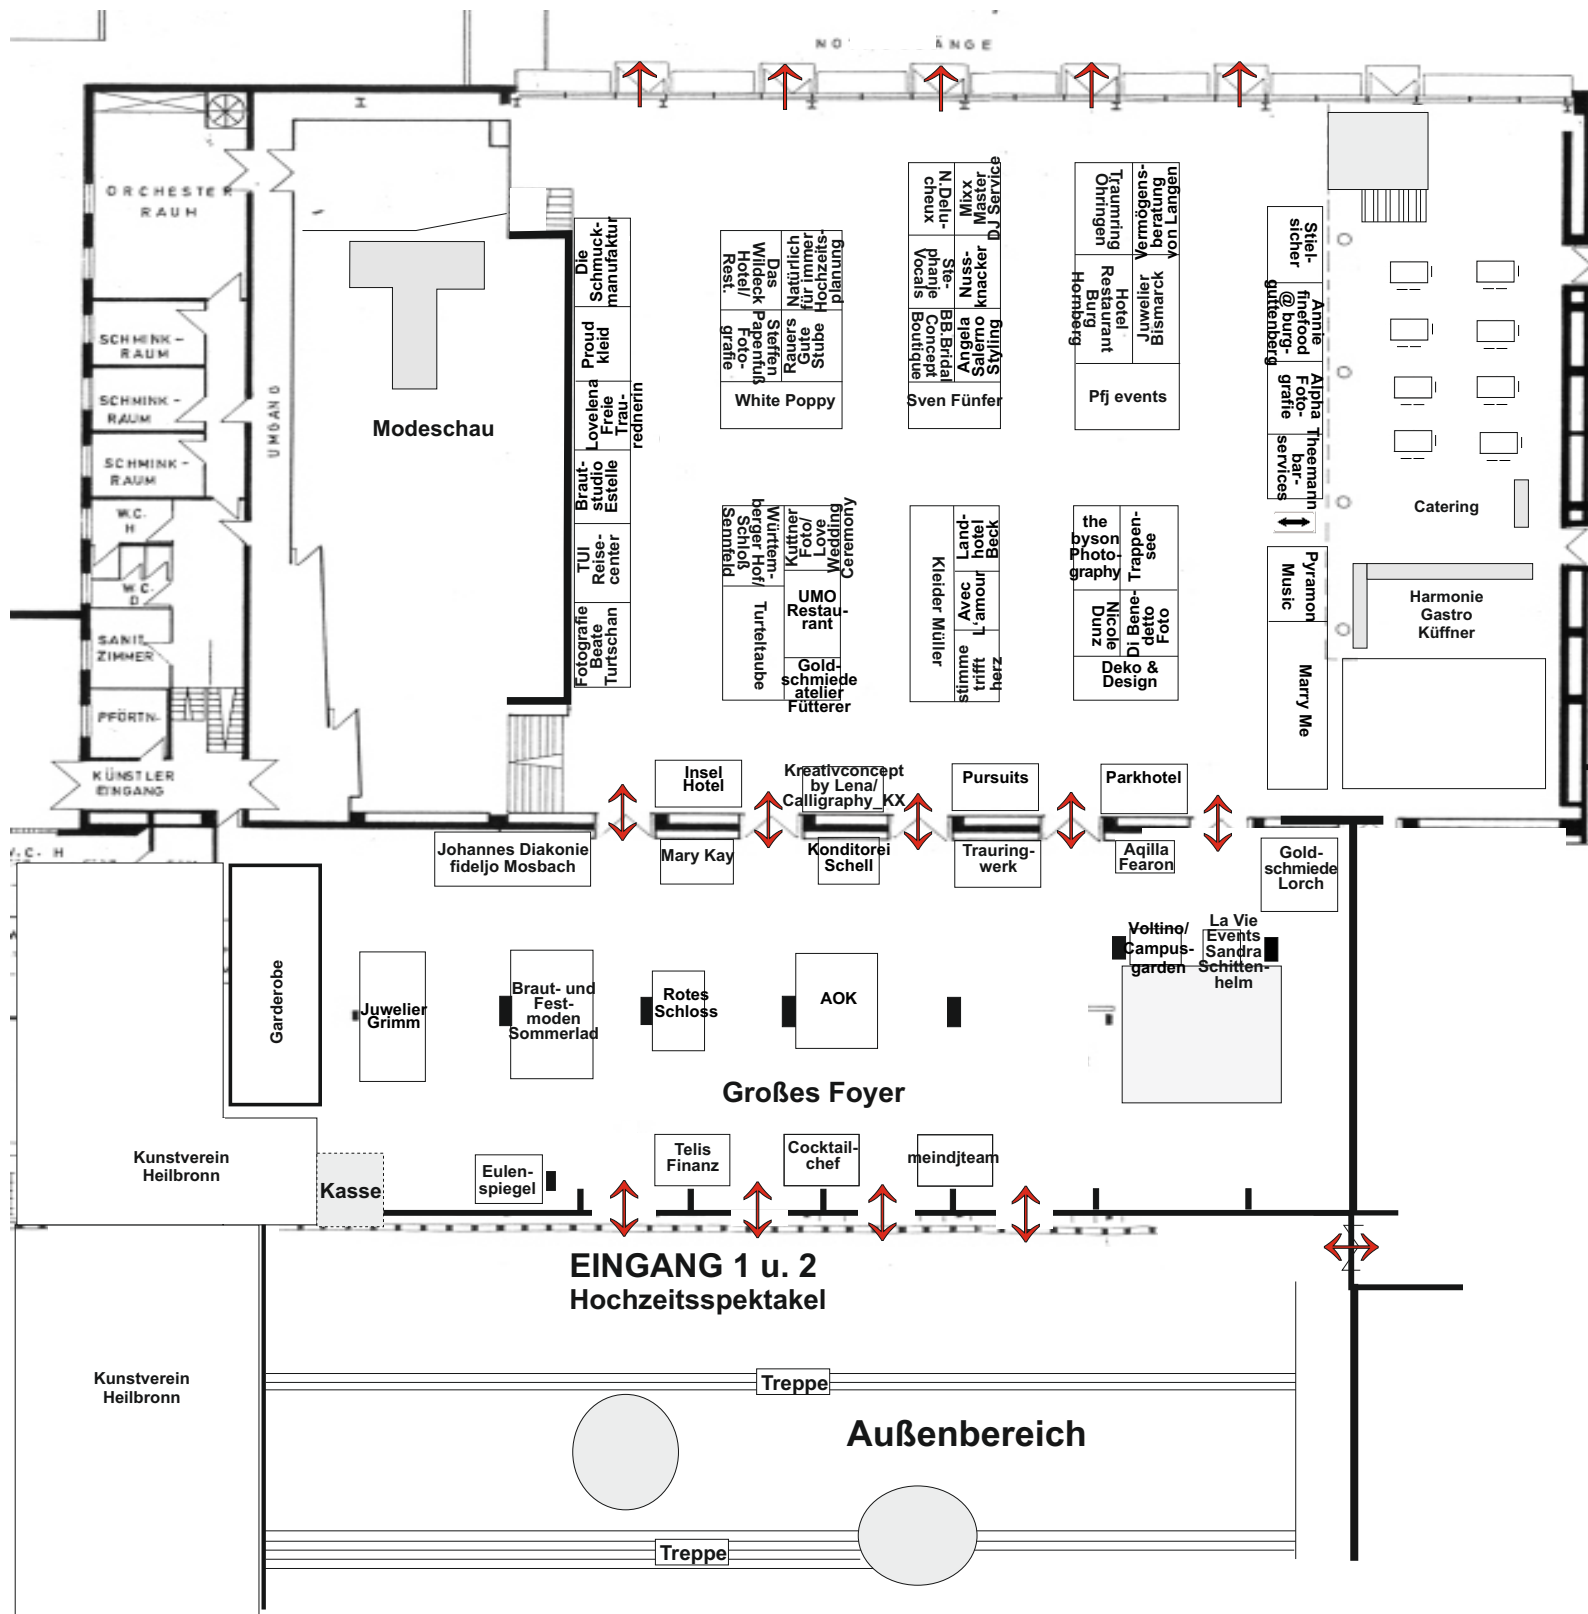 ÄNGE
ORCHESTER
RAUM
SCHMINK-
RAUM
SCHMINK-
RAUM
SCHMINK-
RAUM
W.C.
H
W.C.
D
SANIT.
ZIMMER
PFÖRTN.
KÜNSTLER
EINGANG
UMGANG
Modeschau
Die
Schmuck-
manufaktur
Proud
kleid
Lovelena
Freie
Trau-
rednerin
Braut-
studio
Estelle
TUI
Reise-
center
Fotografie
Beate
Turtschan
Das
Wildeck
Hotel/
Rest.
Natürlich
für immer
Hochzeits-
planung
Steffen
Papenfuß
Foto-
grafie
Rauers
Gute
Stube
White Poppy
N.Delu-
cheux
Mixx
Master
DJ Service
Ste-
phanie
Vocals
Nuss-
knacker
BB.Bridal
Concept
Boutique
Angela
Salerno
Styling
Sven Fünfer
Traumring
Öhringen
Vermögens-
beratung
von Langen
Hotel
Restaurant
Burg
Hornberg
Juwelier
Bismarck
Pfj events
Stiel-
sicher
Annie
finefood
@ burg-
guttenberg
Alpha
Foto-
grafie
Theemann
bar-
services
Pyramon
Music
Marry Me
Catering
Harmonie
Gastro
Küffner
Württem-
berger Hof/
Schloß
Sennfeld
Kuttner
Foto/
Love
Wedding
Ceremony
Turteltaube
UMO
Restau-
rant
Gold-
schmiede
atelier
Fütterer
Kleider Müller
Land-
hotel
Beck
Avec
L'amour
stimme
trifft
herz
the
byson
Photo-
graphy
Trappen-
see
Nicole
Dunz
Di Bene-
detto
Foto
Deko &
Design
Insel
Hotel
Kreativconcept
by Lena/
Calligraphy_KX
Pursuits
Parkhotel
Johannes Diakonie
fideljo Mosbach
Mary Kay
Konditorei
Schell
Trauring-
werk
Aqilla
Fearon
Gold-
schmiede
Lorch
Garderobe
Juwelier
Grimm
Braut- und
Fest-
moden
Sommerlad
Rotes
Schloss
AOK
Voltino/
Campus-
garden
La Vie
Events
Sandra
Schitten-
helm
Großes Foyer
Kunstverein
Heilbronn
Kasse
Eulen-
spiegel
Telis
Finanz
Cocktail-
chef
meindjteam
EINGANG 1 u. 2
Hochzeitsspektakel
Kunstverein
Heilbronn
Treppe
Außenbereich
Treppe